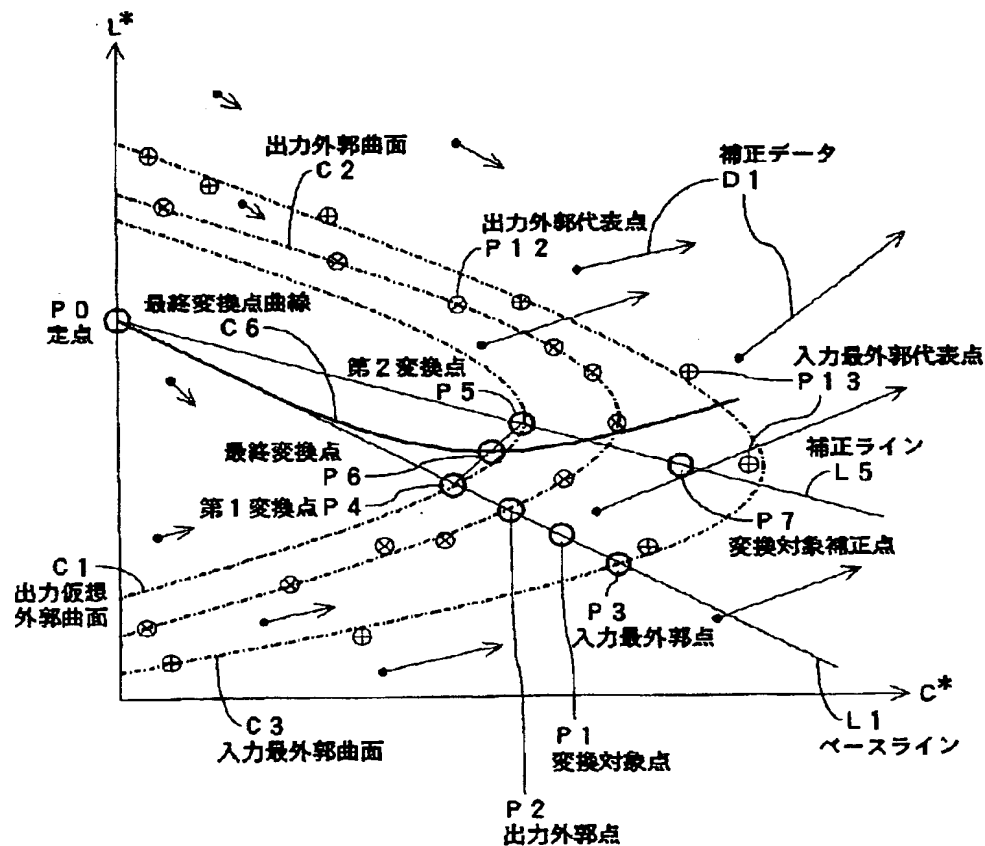 L*
出力外郭曲面
C2
補正データ
D1
出力外郭代表点
P12
P0
定点
最終変換点曲線
C6
入力最外郭代表点
P13
第2変換点
P5
補正ライン
L5
最終変換点
P6
第1変換点P4
P7
変換対象補正点
C1
出力仮想
外郭曲面
P3
入力最外郭点
C*
C3
入力最外郭曲面
P1
変換対象点
L1
ベースライン
P2
出力外郭点